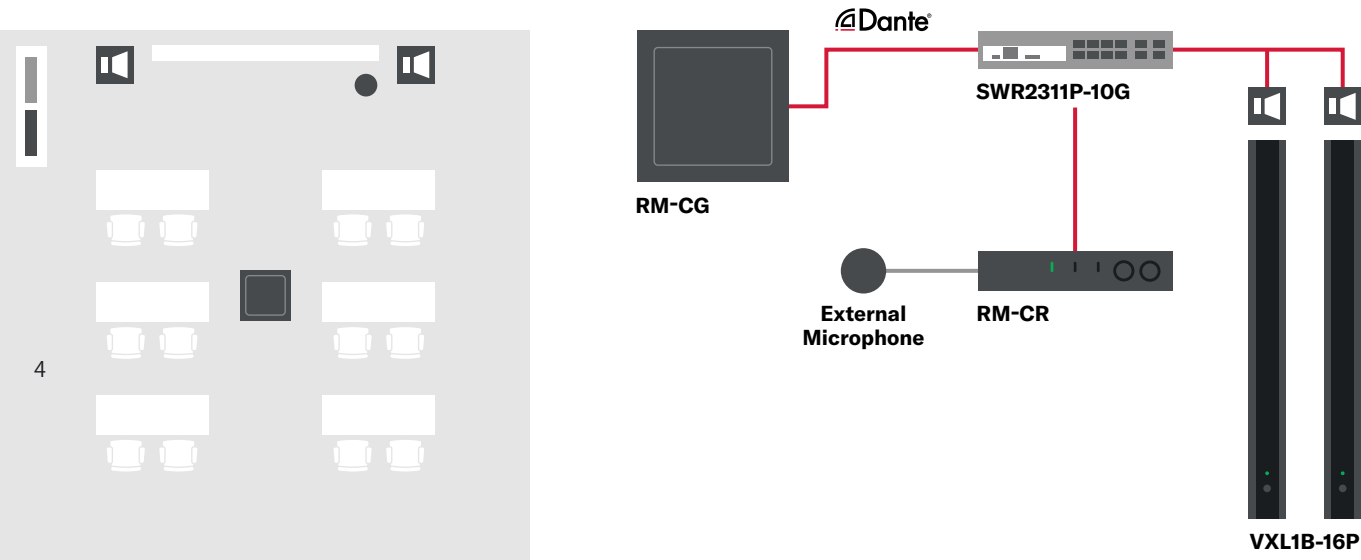 Dante
SWR2311P-10G
RM-CG
External
Microphone
RM-CR
4
VXL1B-16P